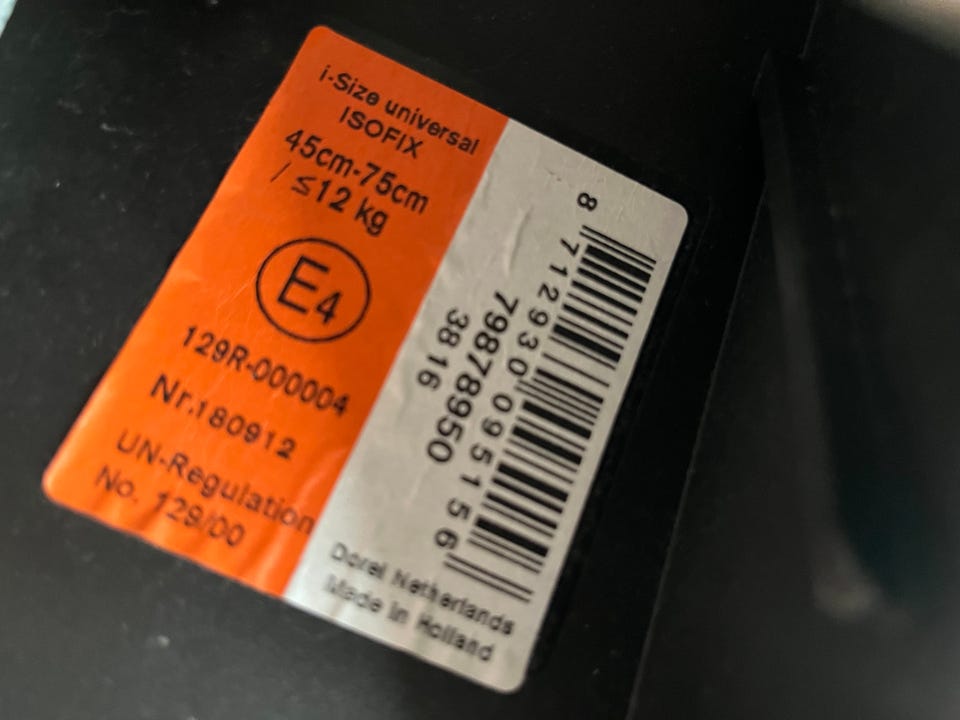 i-Size universal
ISOFIX
45cm-75cm
/ ≤12 kg
E4
129R-000004
Nr.180912
UN-Regulation
No. 129/00
8 712930 095156
79878950
3816
Dorel Netherlands
Made in Holland